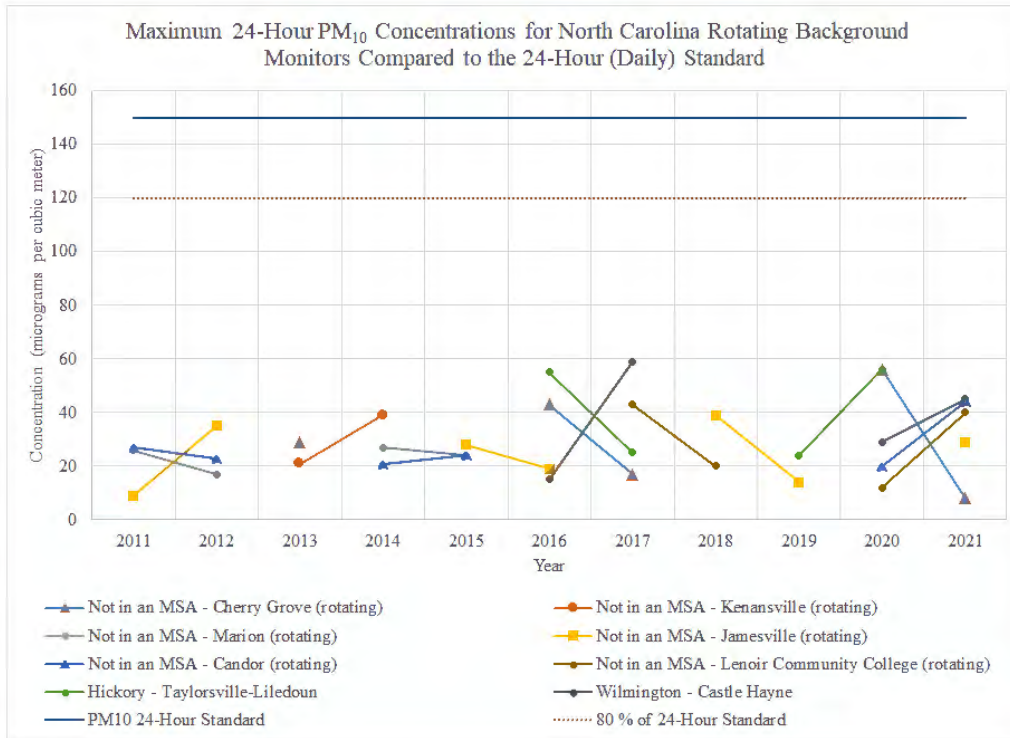 Maximum 24-Hour PM₁₀ Concentrations for North Carolina Rotating Background
Monitors Compared to the 24-Hour (Daily) Standard
Concentration (micrograms per cubic meter)
160
140
120
100
80
60
40
20
0
2011 2012 2013 2014 2015 2016 2017 2018 2019 2020 2021
Year
Not in an MSA - Cherry Grove (rotating) Not in an MSA - Kenansville (rotating)
Not in an MSA - Marion (rotating) Not in an MSA - Jamesville (rotating)
Not in an MSA - Candor (rotating) Not in an MSA - Lenoir Community College (rotating)
Hickory - Taylorsville-Liledoun Wilmington - Castle Hayne
PM10 24-Hour Standard 80 % of 24-Hour Standard